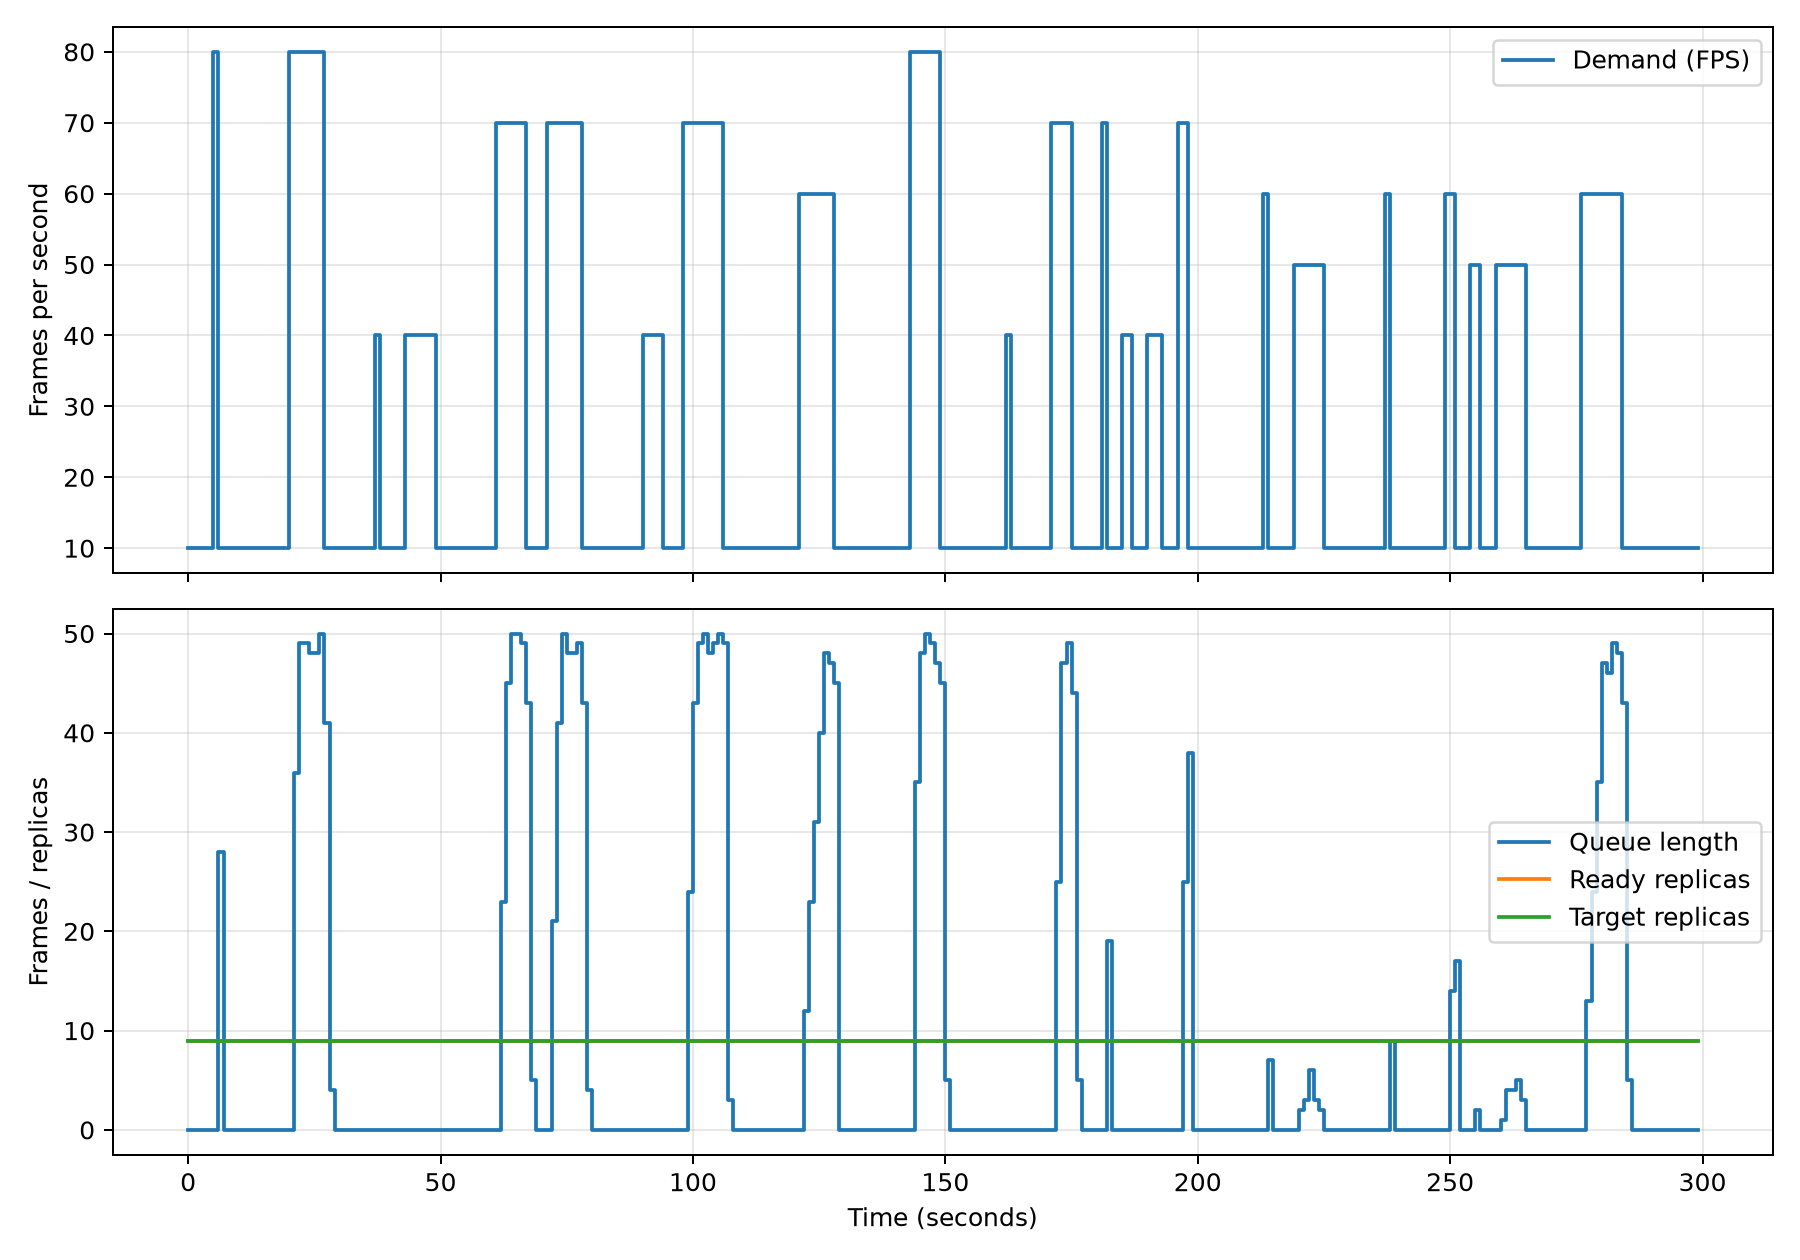 80
70
60
50
40
30
20
10
Frames per second
Demand (FPS)
50
40
30
20
10
0
Frames / replicas
Queue length
Ready replicas
Target replicas
0 50 100 150 200 250 300
Time (seconds)